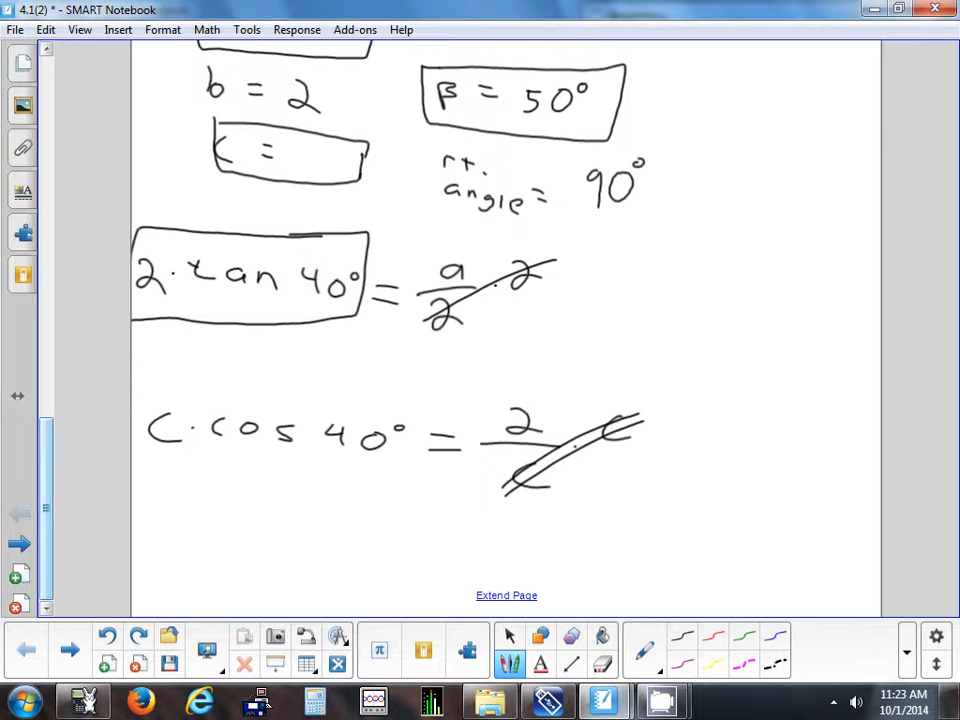 4.1(2) * - SMART Notebook
File Edit View Insert Format Math Tools Response Add-ons Help
b = 2
β = 50°
c =
rt.
angle = 90°
2 · tan 40° = a/2 · 2
c · cos 40° = 2/c · c
Extend Page
11:23 AM
10/1/2014